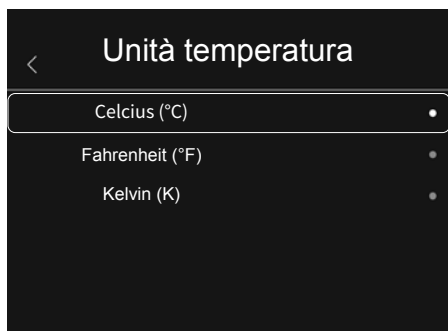 Unità temperatura
Celcius (°C)
Fahrenheit (°F)
Kelvin (K)